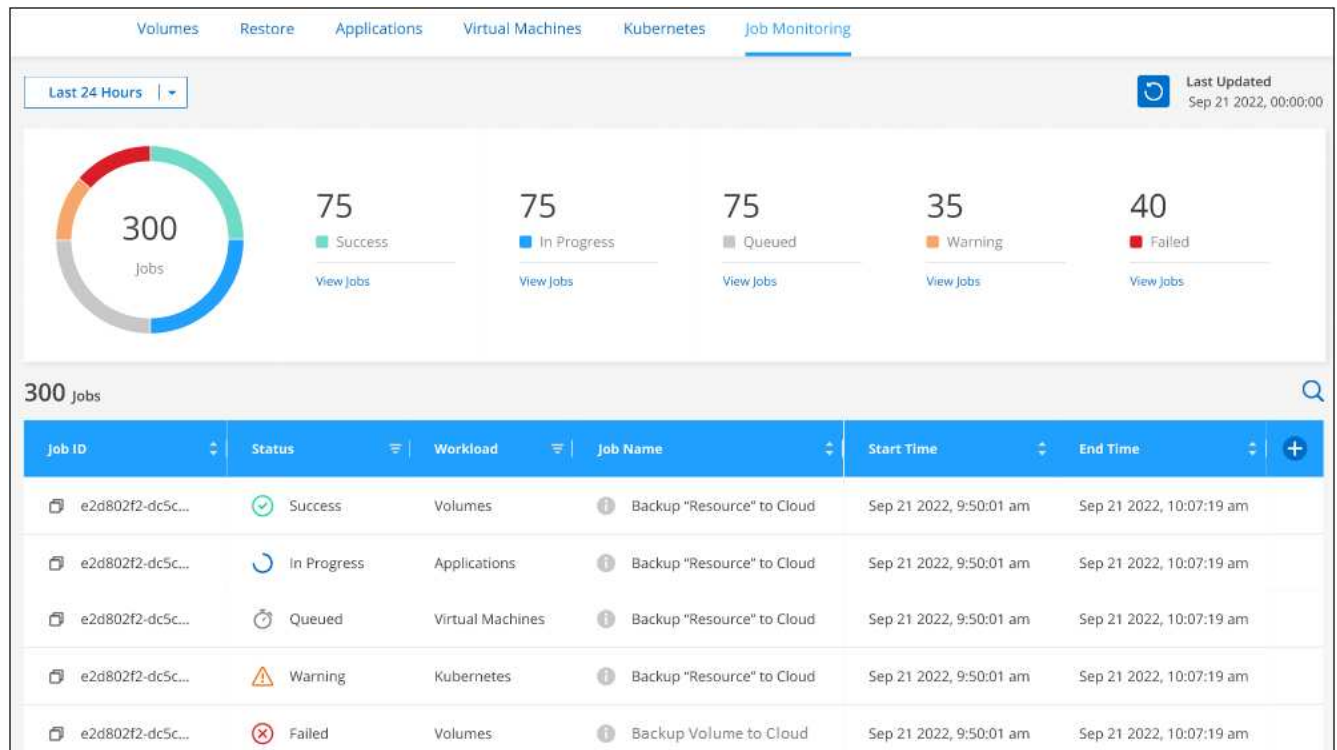 Volumes Restore Applications Virtual Machines Kubernetes Job Monitoring
Last 24 Hours
Last Updated
Sep 21 2022, 00:00:00
300
Jobs
75 75 75 35 40
Success In Progress Queued Warning Failed
View Jobs View Jobs View Jobs View Jobs View Jobs
300 Jobs
Job ID Status Workload Job Name Start Time End Time
e2d802f2-dc5c... Success Volumes Backup “Resource” to Cloud Sep 21 2022, 9:50:01 am Sep 21 2022, 10:07:19 am
e2d802f2-dc5c... In Progress Applications Backup “Resource” to Cloud Sep 21 2022, 9:50:01 am Sep 21 2022, 10:07:19 am
e2d802f2-dc5c... Queued Virtual Machines Backup “Resource” to Cloud Sep 21 2022, 9:50:01 am Sep 21 2022, 10:07:19 am
e2d802f2-dc5c... Warning Kubernetes Backup “Resource” to Cloud Sep 21 2022, 9:50:01 am Sep 21 2022, 10:07:19 am
e2d802f2-dc5c... Failed Volumes Backup Volume to Cloud Sep 21 2022, 9:50:01 am Sep 21 2022, 10:07:19 am